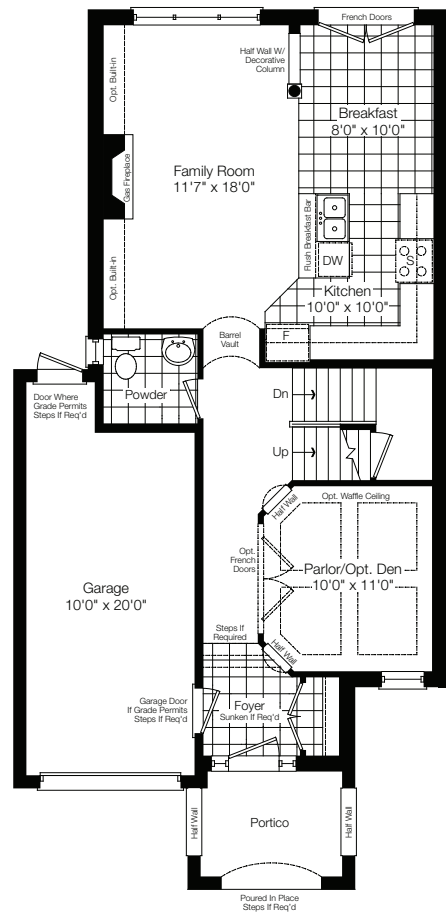 French Doors
Half Wall W/
Decorative
Column
Opt. Built-in
Breakfast
8'0" x 10'0"
Gas Fireplace
Family Room
11'7" x 18'0"
Flush Breakfast Bar
DW
S
Opt. Built-in
Kitchen
10'0" x 10'0"
Barrel
Vault
F
Powder
Door Where
Grade Permits
Steps If Req'd
Dn
Up
Opt. Waffle Ceiling
Half Wall
Opt.
French
Doors
Parlor/Opt. Den
10'0" x 11'0"
Garage
10'0" x 20'0"
Steps If
Required
Half Wall
Garage Door
If Grade Permits
Steps If Req'd
Foyer
Sunken If Req'd
Half Wall
Portico
Half Wall
Poured In Place
Steps If Req'd